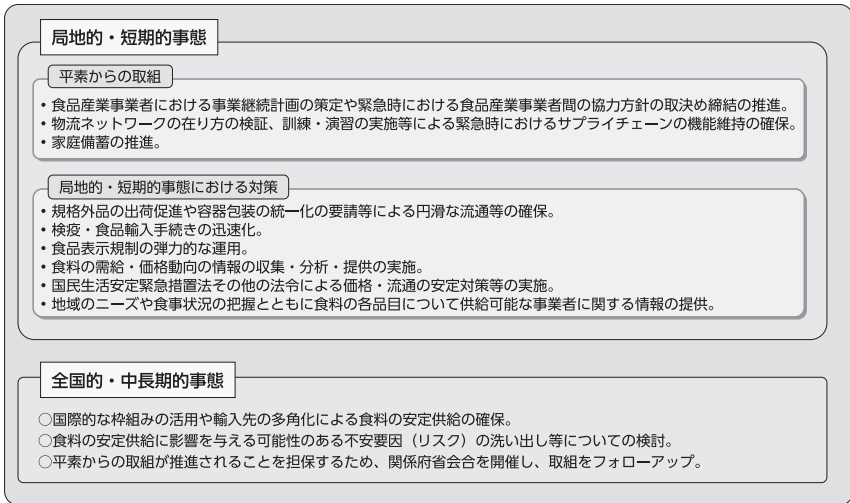 局地的・短期的事態
平素からの取組
• 食品産業事業者における事業継続計画の策定や緊急時における食品産業事業者間の協力方針の取決め締結の推進。
• 物流ネットワークの在り方の検証、訓練・演習の実施等による緊急時におけるサプライチェーンの機能維持の確保。
• 家庭備蓄の推進。
局地的・短期的事態における対策
• 規格外品の出荷促進や容器包装の統一化の要請等による円滑な流通等の確保。
• 検疫・食品輸入手続きの迅速化。
• 食品表示規制の弾力的な運用。
• 食料の需給・価格動向の情報の収集・分析・提供の実施。
• 国民生活安定緊急措置法その他の法令による価格・流通の安定対策等の実施。
• 地域のニーズや食事状況の把握とともに食料の各品目について供給可能な事業者に関する情報の提供。
全国的・中長期的事態
○国際的な枠組みの活用や輸入先の多角化による食料の安定供給の確保。
○食料の安定供給に影響を与える可能性のある不安要因（リスク）の洗い出し等についての検討。
○平素からの取組が推進されることを担保するため、関係府省会合を開催し、取組をフォローアップ。